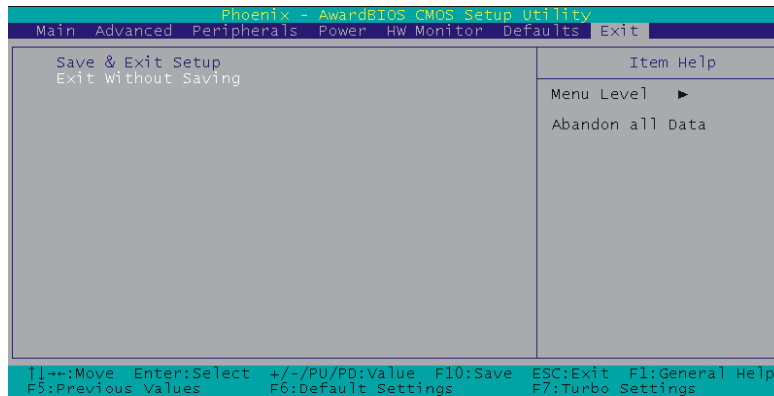 Phoenix - AwardBIOS CMOS Setup Utility
Main Advanced Peripherals Power HW Monitor Defaults Exit
Save & Exit Setup
Exit Without Saving
Item Help
Menu Level ►
Abandon all Data
↑↓→←:Move Enter:Select +/-/PU/PD:Value F10:Save ESC:Exit F1:General Help
F5:Previous Values F6:Default Settings F7:Turbo Settings